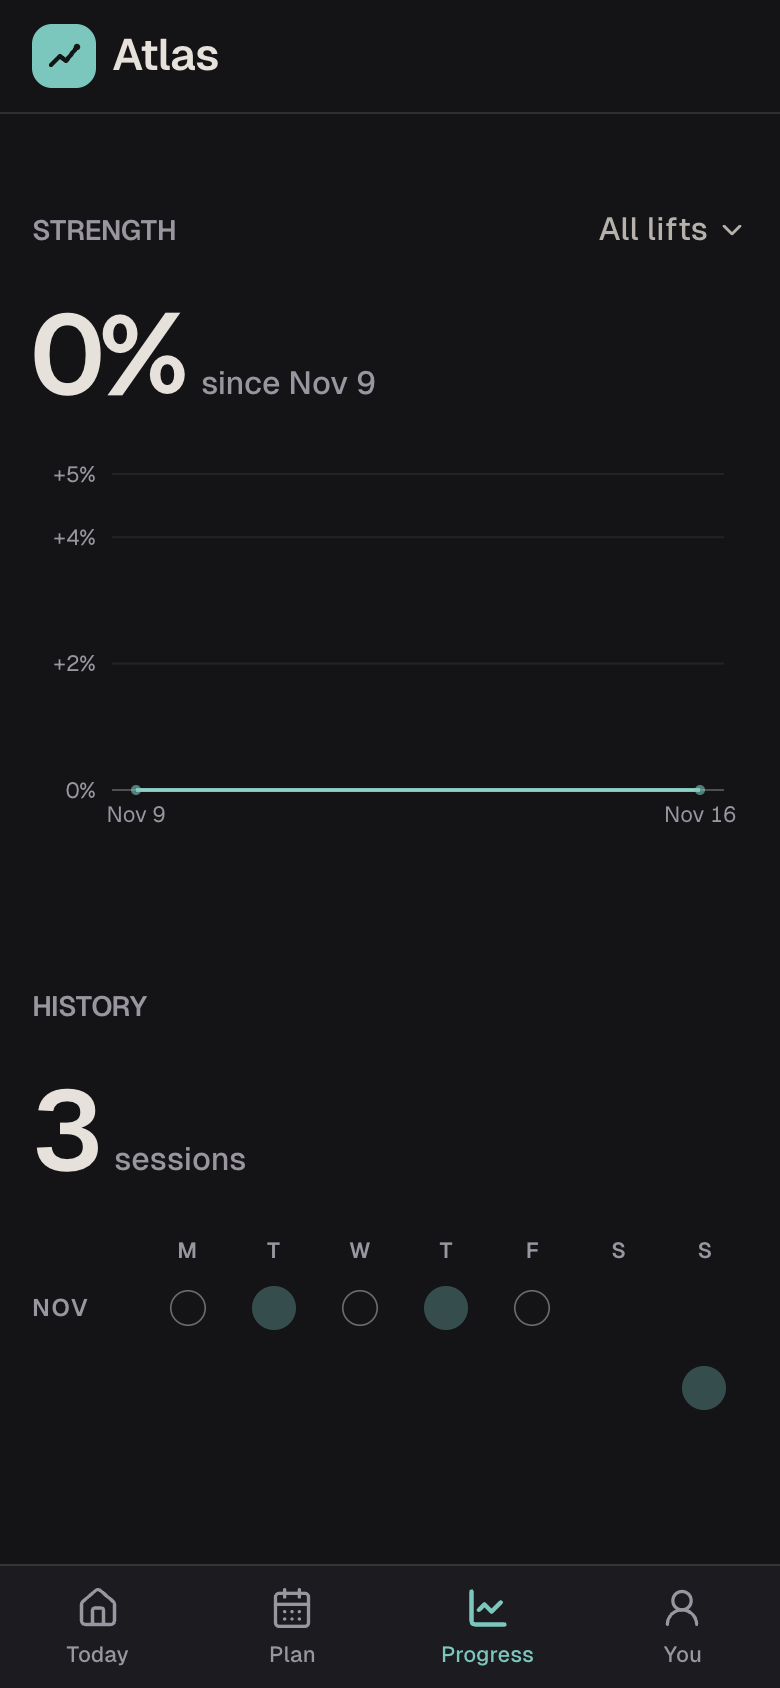 Atlas
STRENGTH
All lifts
0% since Nov 9
+5%
+4%
+2%
0%
Nov 9 Nov 16
HISTORY
3 sessions
M T W T F S S
NOV
Today Plan Progress You